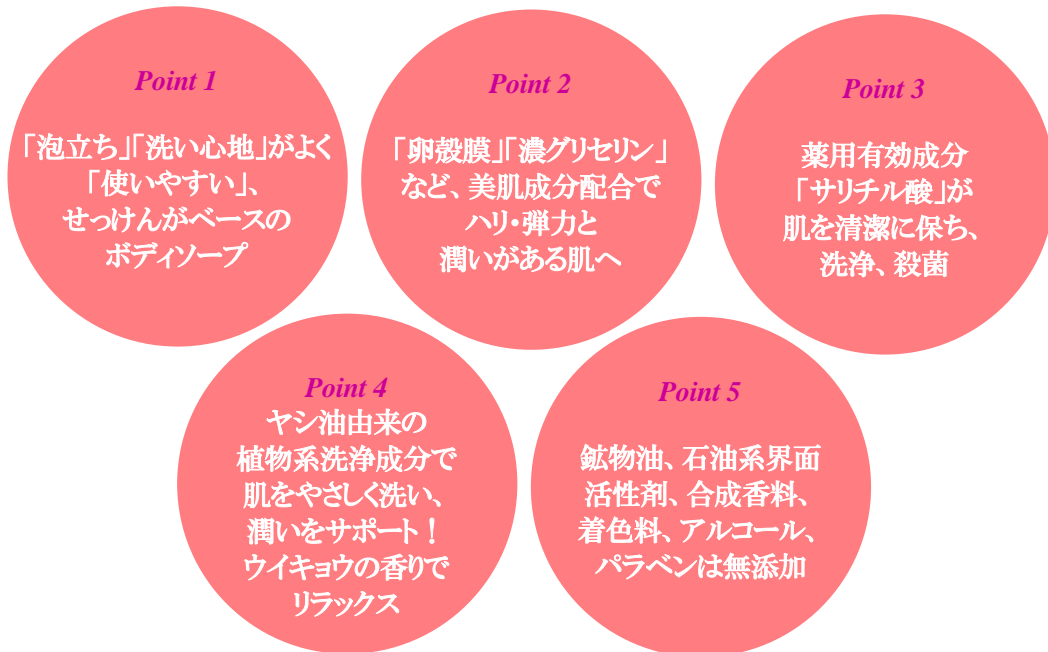 Point 1
「泡立ち」「洗い心地」がよく
「使いやすい」、
せっけんがベースの
ボディソープ
Point 2
「卵殻膜」「濃グリセリン」
など、美肌成分配合で
ハリ・弾力と
潤いがある肌へ
Point 3
薬用有効成分
「サリチル酸」が
肌を清潔に保ち、
洗浄、殺菌
Point 4
ヤシ油由来の
植物系洗浄成分で
肌をやさしく洗い、
潤いをサポート！
ウイキョウの香りで
リラックス
Point 5
鉱物油、石油系界面
活性剤、合成香料、
着色料、アルコール、
パラベンは無添加